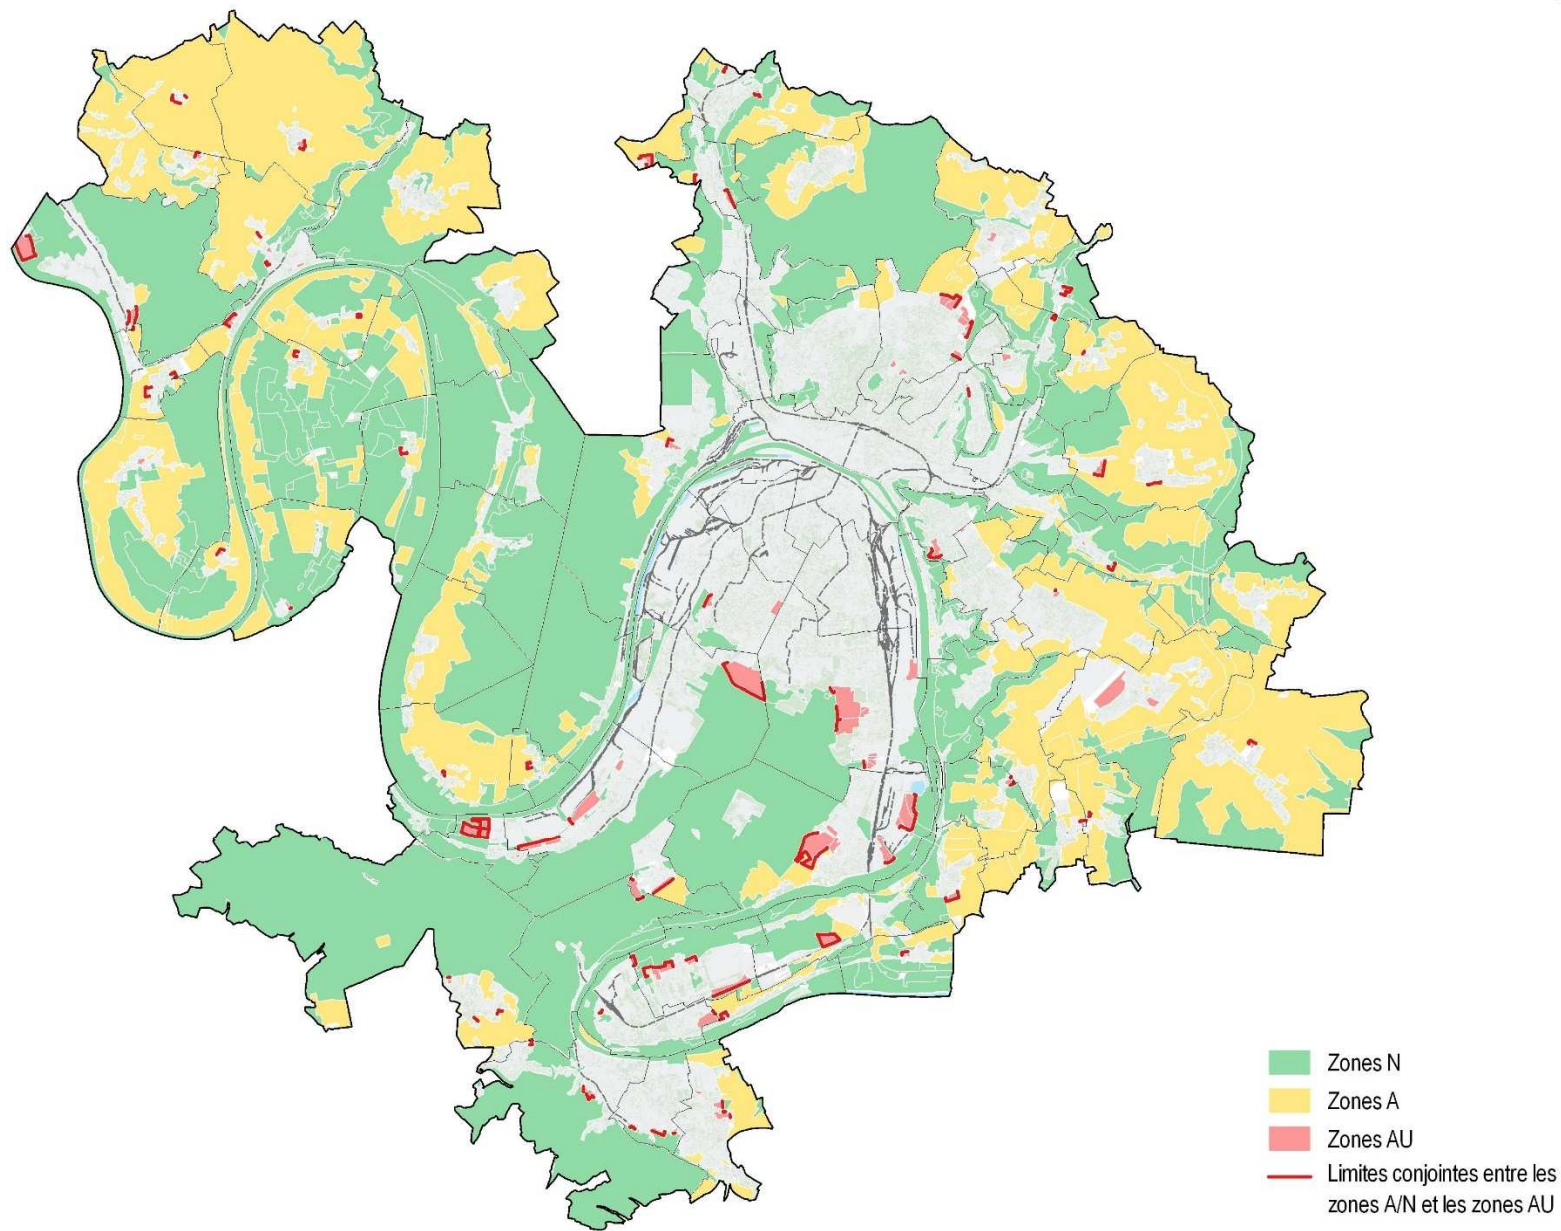 Zones N
Zones A
Zones AU
Limites conjointes entre les
zones A/N et les zones AU